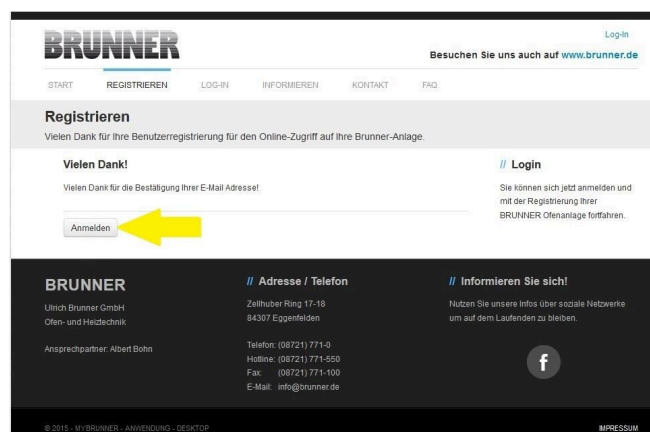 Log-In
BRUNNER
Besuchen Sie uns auch auf www.brunner.de
START REGISTRIEREN LOG-IN INFORMIEREN KONTAKT FAQ
Registrieren
Vielen Dank für Ihre Benutzerregistrierung für den Online-Zugriff auf Ihre Brunner-Anlage.
Vielen Dank!
Vielen Dank für die Bestätigung Ihrer E-Mail Adresse!
Anmelden
// Login
Sie können sich jetzt anmelden und
mit der Registrierung Ihrer
BRUNNER Ofenanlage fortfahren.
BRUNNER
Ulrich Brunner GmbH
Ofen- und Heiztechnik
Ansprechpartner: Albert Bohn
// Adresse / Telefon
Zellhuber Ring 17-18
84307 Eggenfelden
Telefon: (08721) 771-0
Hotline: (08721) 771-550
Fax: (08721) 771-100
E-Mail: info@brunner.de
// Informieren Sie sich!
Nutzen Sie unsere Infos über soziale Netzwerke
um auf dem Laufenden zu bleiben.
f
© 2015 - MYBRUNNER - ANWENDUNG - DESKTOP
IMPRESSUM